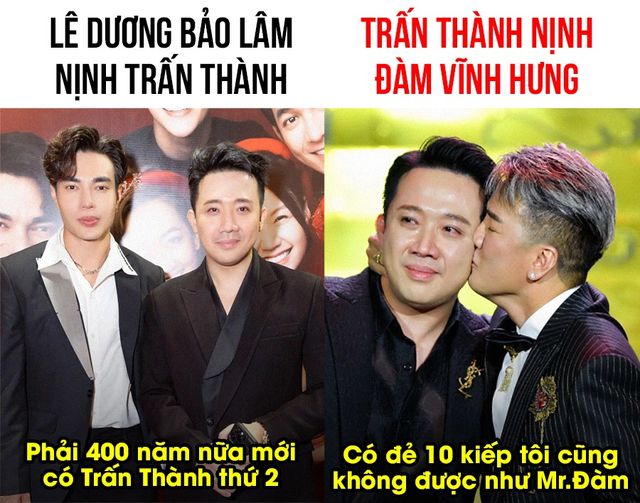 LÊ DƯƠNG BẢO LÂM
NỊNH TRẤN THÀNH
TRẤN THÀNH NỊNH
ĐÀM VĨNH HƯNG
Phải 400 năm nữa mới
có Trấn Thành thứ 2
Có đẻ 10 kiếp tôi cũng
không được như Mr.Đàm